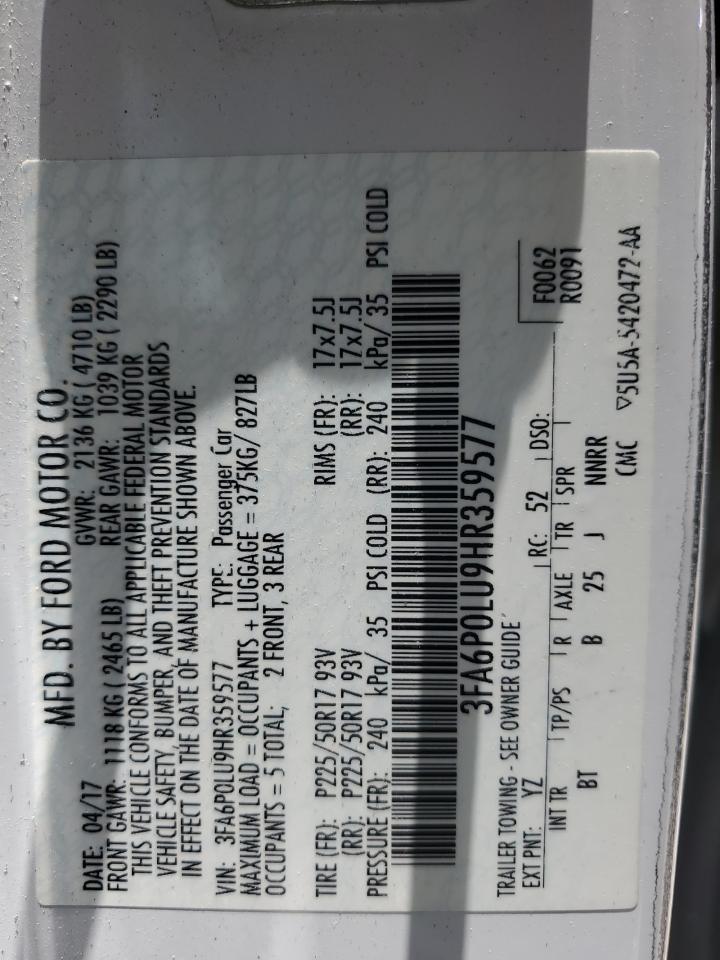 MFD. BY FORD MOTOR CO.
DATE: 04/17 GVWR: 2136 KG ( 4710 LB)
FRONT GAWR: 1118 KG ( 2465 LB) REAR GAWR: 1039 KG ( 2290 LB)
THIS VEHICLE CONFORMS TO ALL APPLICABLE FEDERAL MOTOR
VEHICLE SAFETY, BUMPER, AND THEFT PREVENTION STANDARDS
IN EFFECT ON THE DATE OF MANUFACTURE SHOWN ABOVE.
VIN: 3FA6P0LU9HR359577 TYPE: Passenger Car
MAXIMUM LOAD = OCCUPANTS + LUGGAGE = 375KG/ 827LB
OCCUPANTS = 5 TOTAL; 2 FRONT, 3 REAR
TIRE (FR): P225/50R17 93V RIMS (FR): 17x7.5J
(RR): P225/50R17 93V (RR): 17x7.5J
PRESSURE (FR): 240 kPa/ 35 PSI COLD (RR): 240 kPa/ 35 PSI COLD
3FA6P0LU9HR359577
TRAILER TOWING - SEE OWNER GUIDE
EXT PNT: YZ RC: 52 DSO: F0062
R0091
INT TR TP/PS R AXLE TR SPR
BT B 25 J NNRR
CMC ▽5U5A-5420472-AA